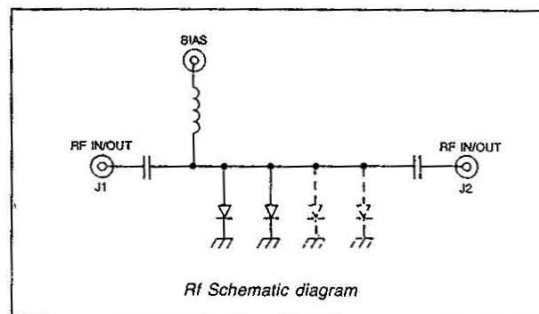 BIAS
RF IN/OUT
J1
RF IN/OUT
J2
Rf Schematic diagram